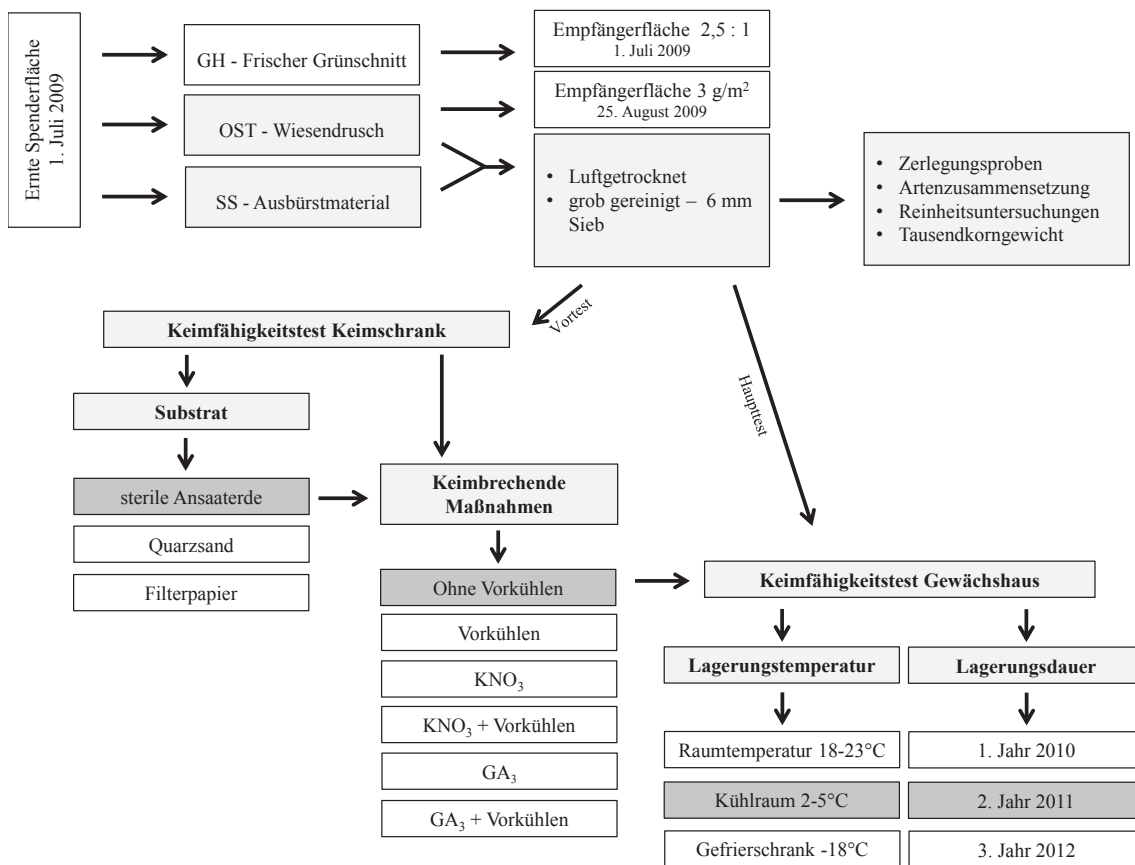 Ernte Spenderfläche
1. Juli 2009
GH - Frischer Grünschnitt
OST - Wiesendrusch
SS - Ausbürstmaterial
Empfängerfläche 2,5 : 1
1. Juli 2009
Empfängerfläche 3 g/m²
25. August 2009
• Luftgetrocknet
• grob gereinigt – 6 mm
Sieb
• Zerlegungsproben
• Artenzusammensetzung
• Reinheitsuntersuchungen
• Tausendkorngewicht
Vortest
Haupttest
Keimfähigkeitstest Keimschrank
Substrat
sterile Ansaaterde
Quarzsand
Filterpapier
Keimbrechende
Maßnahmen
Ohne Vorkühlen
Vorkühlen
KNO₃
KNO₃ + Vorkühlen
GA₃
GA₃ + Vorkühlen
Keimfähigkeitstest Gewächshaus
Lagerungstemperatur
Raumtemperatur 18-23°C
Kühlraum 2-5°C
Gefrierschrank -18°C
Lagerungsdauer
1. Jahr 2010
2. Jahr 2011
3. Jahr 2012